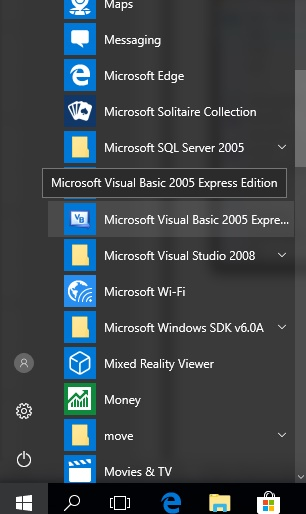 Maps
Messaging
Microsoft Edge
Microsoft Solitaire Collection
Microsoft SQL Server 2005
Microsoft Visual Basic 2005 Express Edition
VB
Microsoft Visual Basic 2005 Expre...
Microsoft Visual Studio 2008
Microsoft Wi-Fi
Microsoft Windows SDK v6.0A
Mixed Reality Viewer
Money
move
Movies & TV